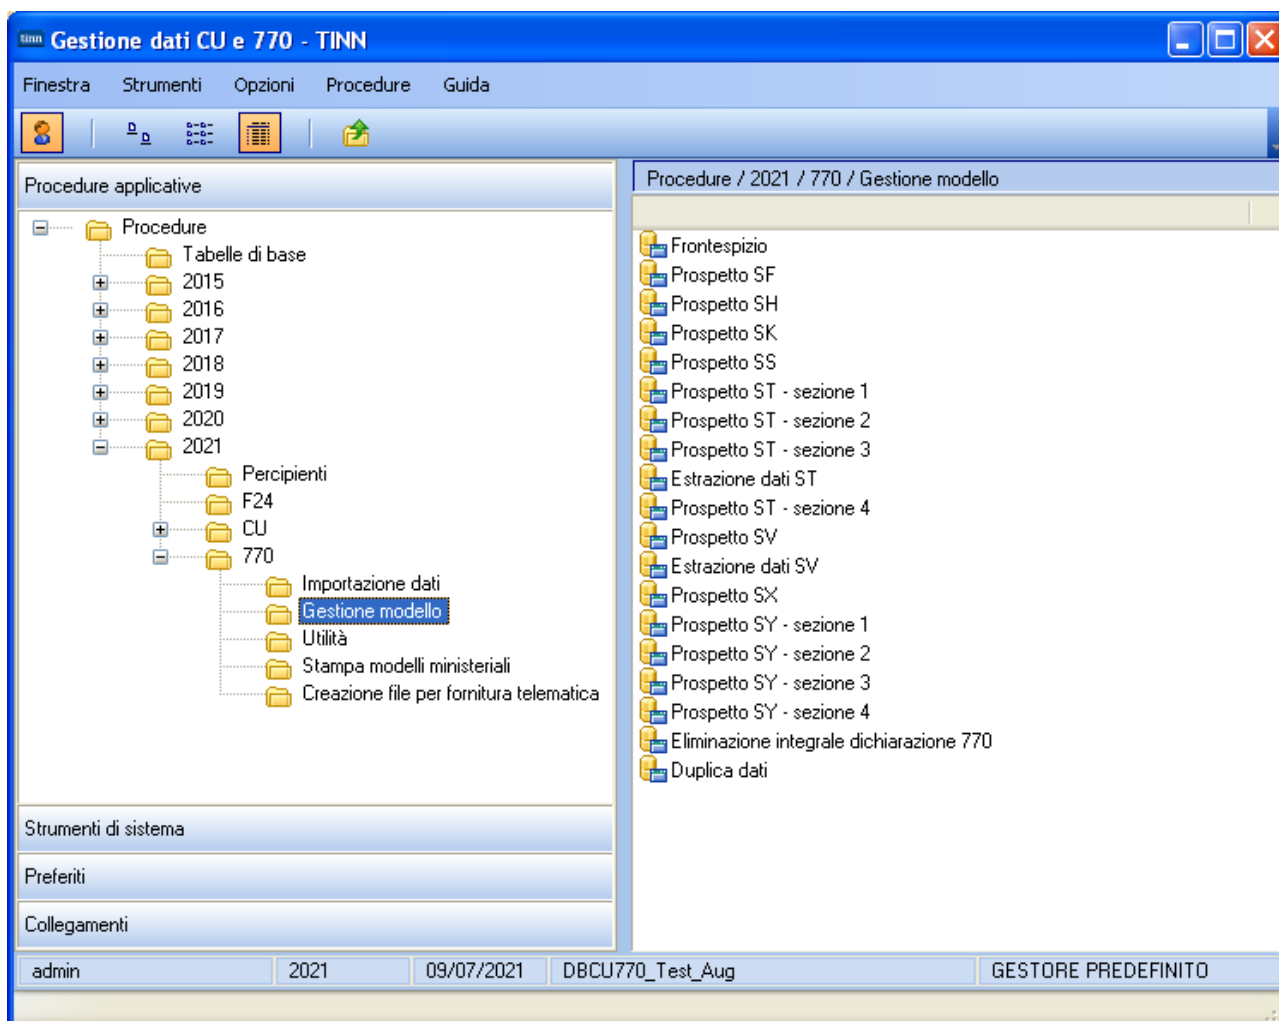 tinn Gestione dati CU e 770 - TINN
Finestra Strumenti Opzioni Procedure Guida
Procedure applicative
Procedure
Tabelle di base
2015
2016
2017
2018
2019
2020
2021
Percipienti
F24
CU
770
Importazione dati
Gestione modello
Utilità
Stampa modelli ministeriali
Creazione file per fornitura telematica
Strumenti di sistema
Preferiti
Collegamenti
Procedure / 2021 / 770 / Gestione modello
Frontespizio
Prospetto SF
Prospetto SH
Prospetto SK
Prospetto SS
Prospetto ST - sezione 1
Prospetto ST - sezione 2
Prospetto ST - sezione 3
Estrazione dati ST
Prospetto ST - sezione 4
Prospetto SV
Estrazione dati SV
Prospetto SX
Prospetto SY - sezione 1
Prospetto SY - sezione 2
Prospetto SY - sezione 3
Prospetto SY - sezione 4
Eliminazione integrale dichiarazione 770
Duplica dati
admin 2021 09/07/2021 DBCU770_Test_Aug GESTORE PREDEFINITO